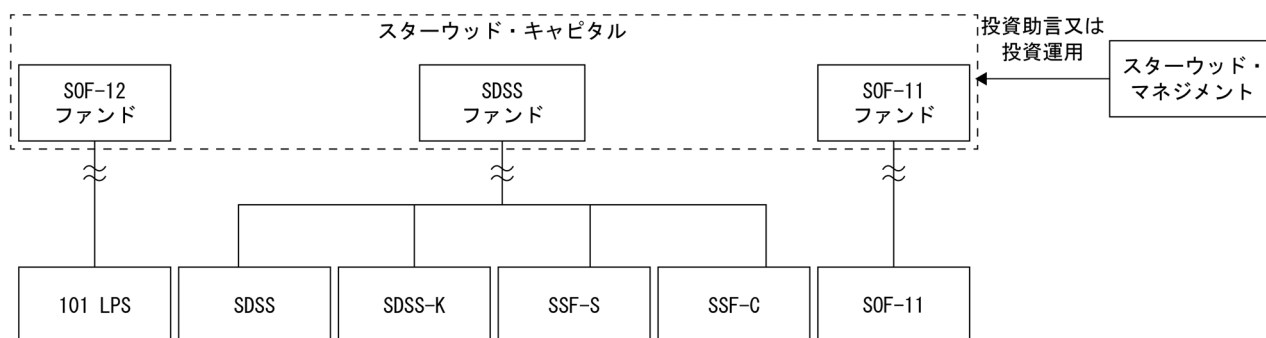 スターウッド・キャピタル
投資助言又は
投資運用
SOF-12
ファンド
SDSS
ファンド
SOF-11
ファンド
スターウッド・
マネジメント
101 LPS
SDSS
SDSS-K
SSF-S
SSF-C
SOF-11